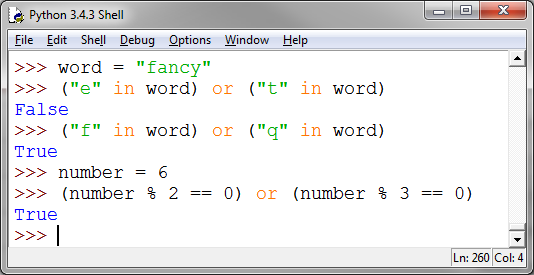 Python 3.4.3 Shell
File Edit Shell Debug Options Window Help
>>> word = "fancy"
>>> ("e" in word) or ("t" in word)
False
>>> ("f" in word) or ("q" in word)
True
>>> number = 6
>>> (number % 2 == 0) or (number % 3 == 0)
True
>>>
Ln: 260 Col: 4